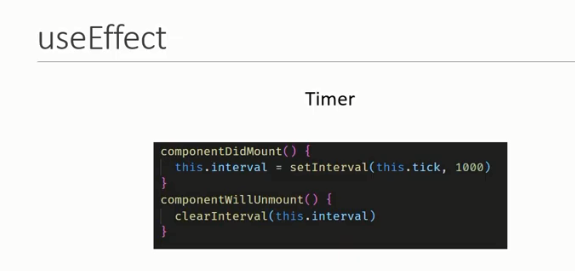 useEffect
Timer
componentDidMount() {
  this.interval = setInterval(this.tick, 1000)
}
componentWillUnmount() {
  clearInterval(this.interval)
}